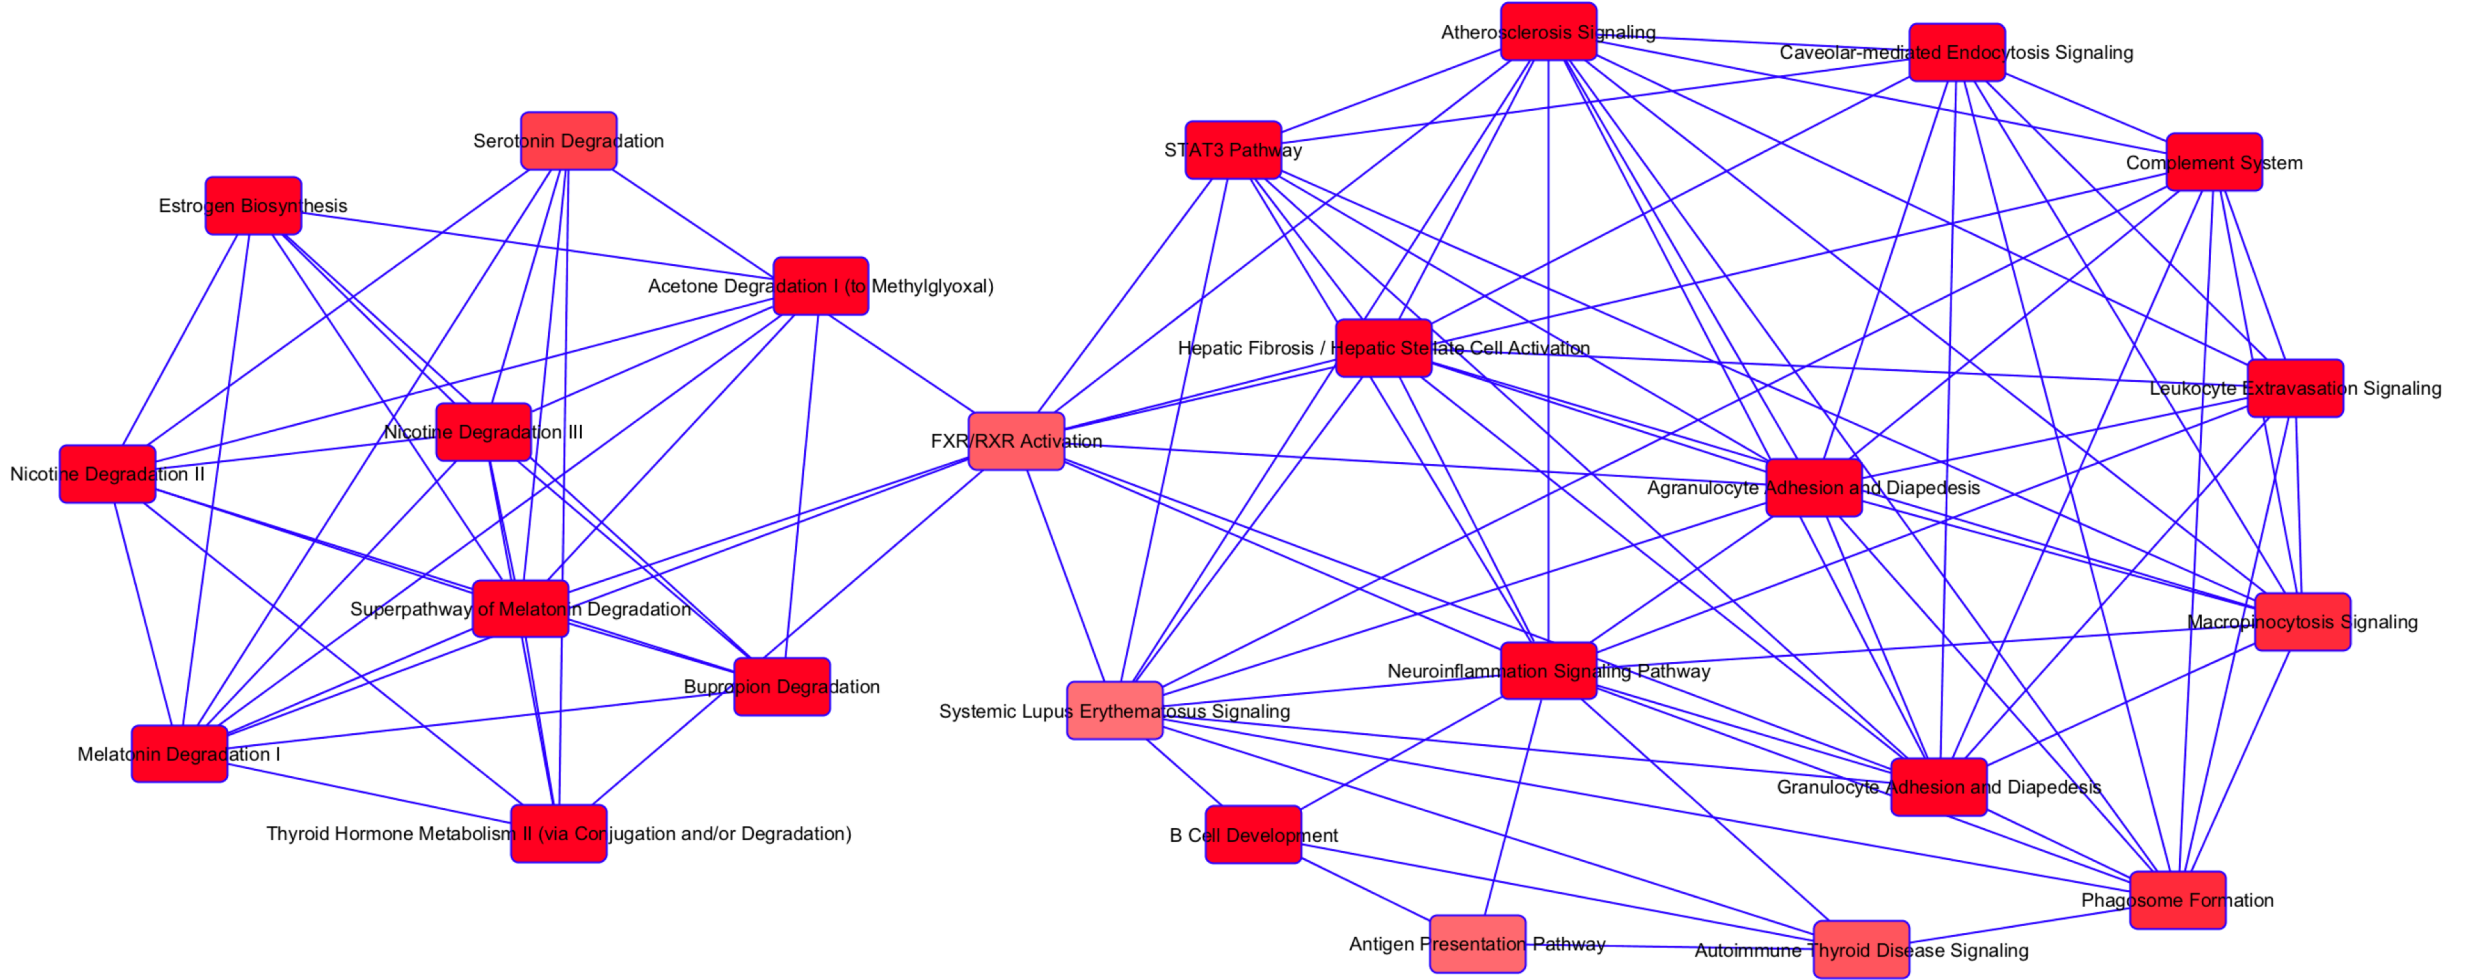 Atherosclerosis Signaling
Caveolar-mediated Endocytosis Signaling
Serotonin Degradation
STAT3 Pathway
Complement System
Estrogen Biosynthesis
Acetone Degradation I (to Methylglyoxal)
Hepatic Fibrosis / Hepatic Stellate Cell Activation
Leukocyte Extravasation Signaling
Nicotine Degradation III
FXR/RXR Activation
Nicotine Degradation II
Agranulocyte Adhesion and Diapedesis
Superpathway of Melatonin Degradation
Macropinocytosis Signaling
Neuroinflammation Signaling Pathway
Bupropion Degradation
Systemic Lupus Erythematosus Signaling
Melatonin Degradation I
Granulocyte Adhesion and Diapedesis
Thyroid Hormone Metabolism II (via Conjugation and/or Degradation)
B Cell Development
Phagosome Formation
Antigen Presentation Pathway
Autoimmune Thyroid Disease Signaling